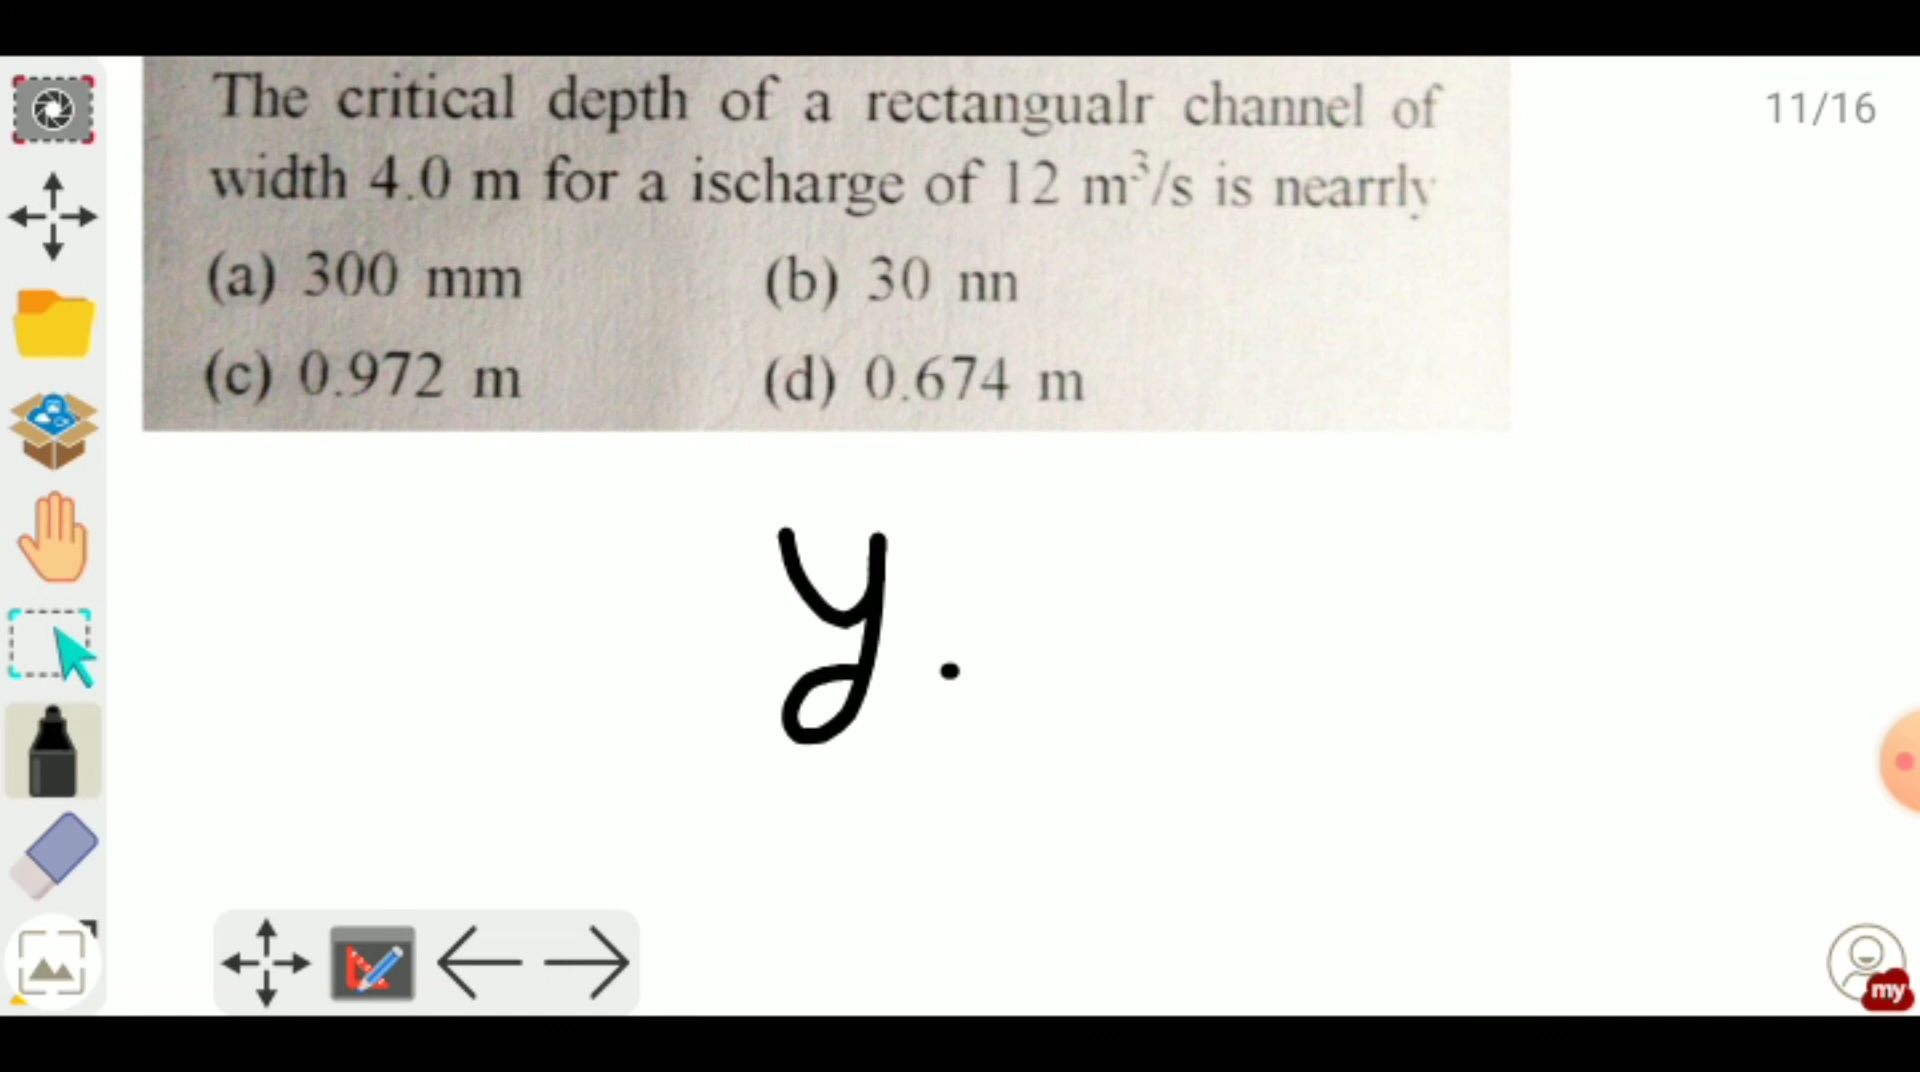 The critical depth of a rectangualr channel of
width 4.0 m for a ischarge of 12 m³/s is nearrly
(a) 300 mm (b) 30 nn
(c) 0.972 m (d) 0.674 m
11/16
y.
my